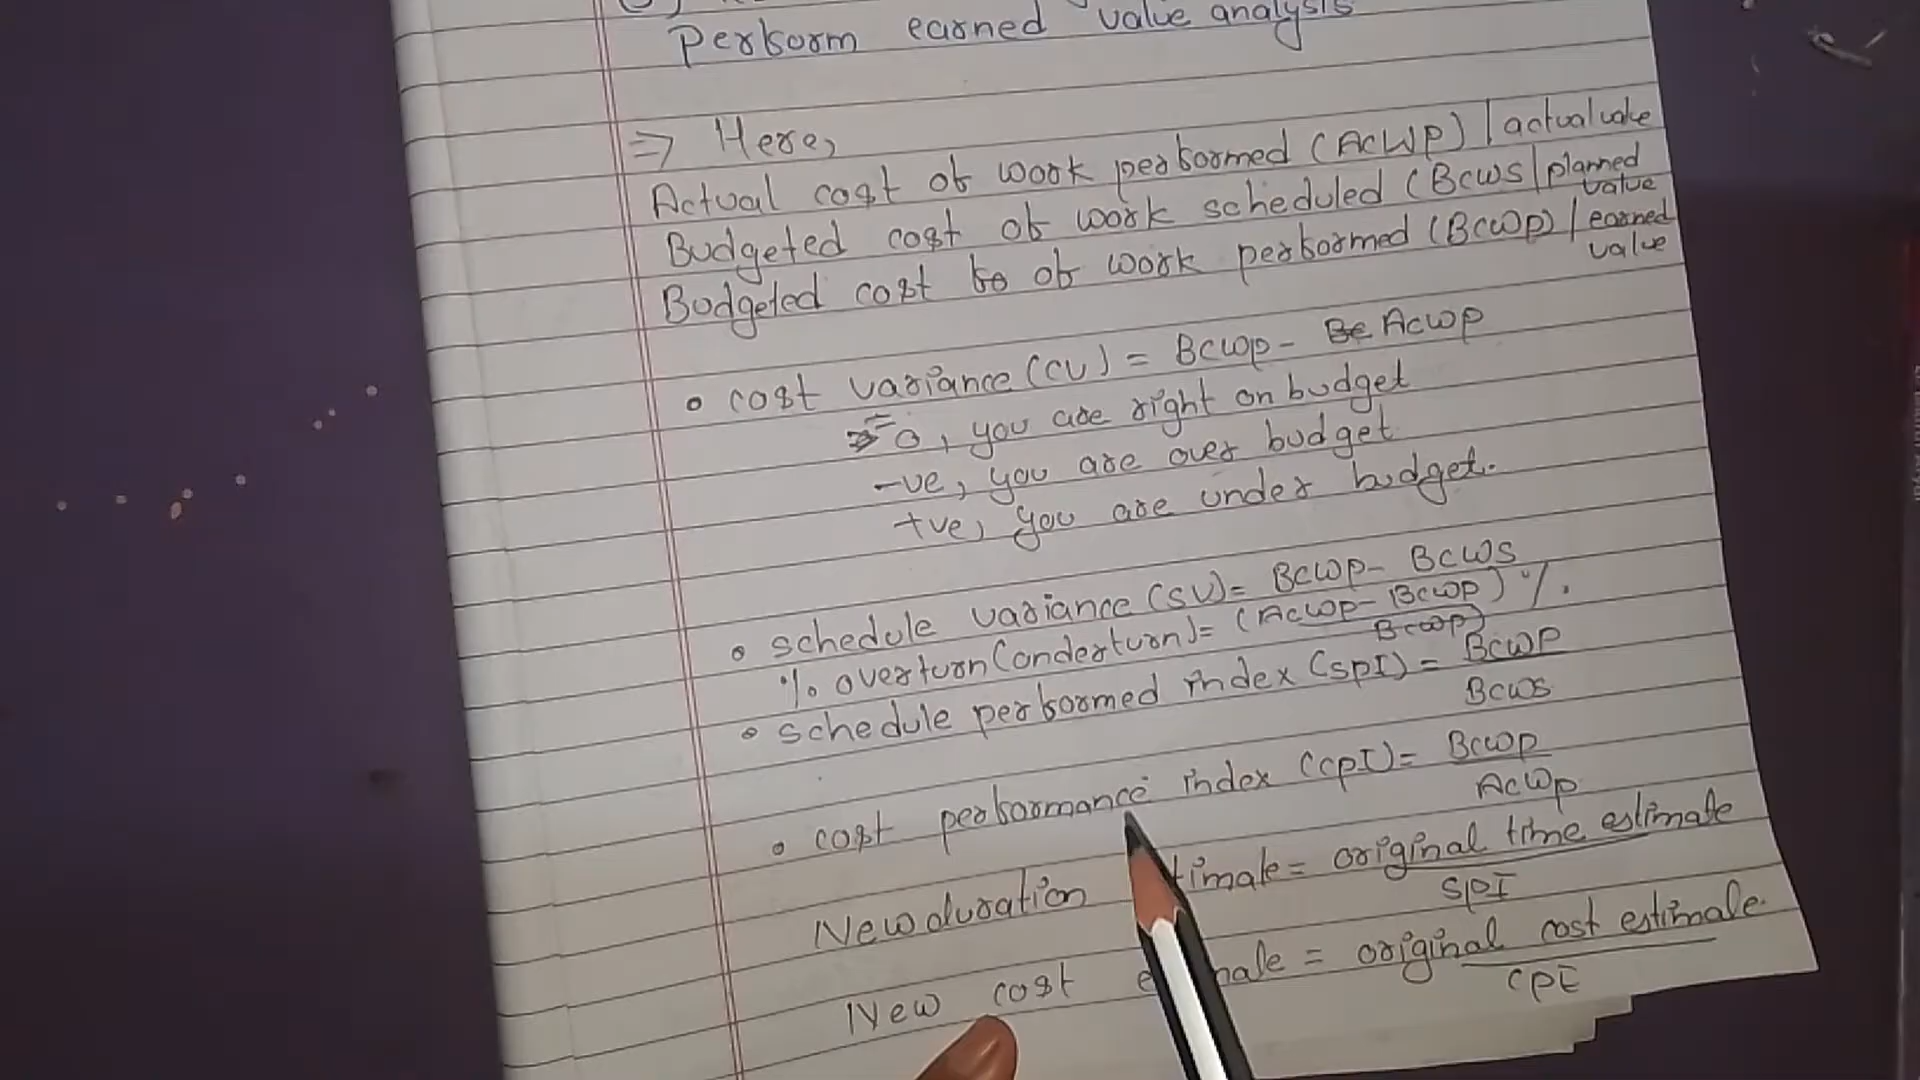 Perform earned value analysis
=> Here,
Actual cost of work performed (ACWP) | actual value
Budgeted cost of work scheduled (BCWS | planned value
Budgeted cost to of work performed (BCWP) | earned value
• cost variance (CV) = BCWP - BC ACWP
= 0, you are right on budget
-ve, you are over budget
+ve, you are under budget.
• schedule variance (SV) = BCWP - BCWS
% overturn (underturn) = (ACWP - BCWP / BCWP) %.
• schedule performed index (SPI) = BCWP / BCWS
• cost performance index (CPI) = BCWP / ACWP
New duration timate = original time estimate / SPI
New cost e mate = original cost estimate. / CPI